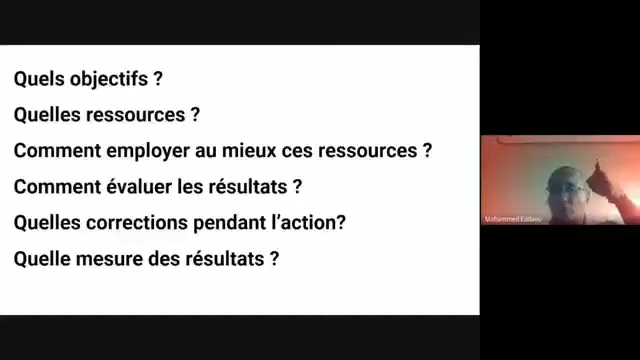 Quels objectifs ?
Quelles ressources ?
Comment employer au mieux ces ressources ?
Comment évaluer les résultats ?
Quelles corrections pendant l’action?
Quelle mesure des résultats ?
Mohammed